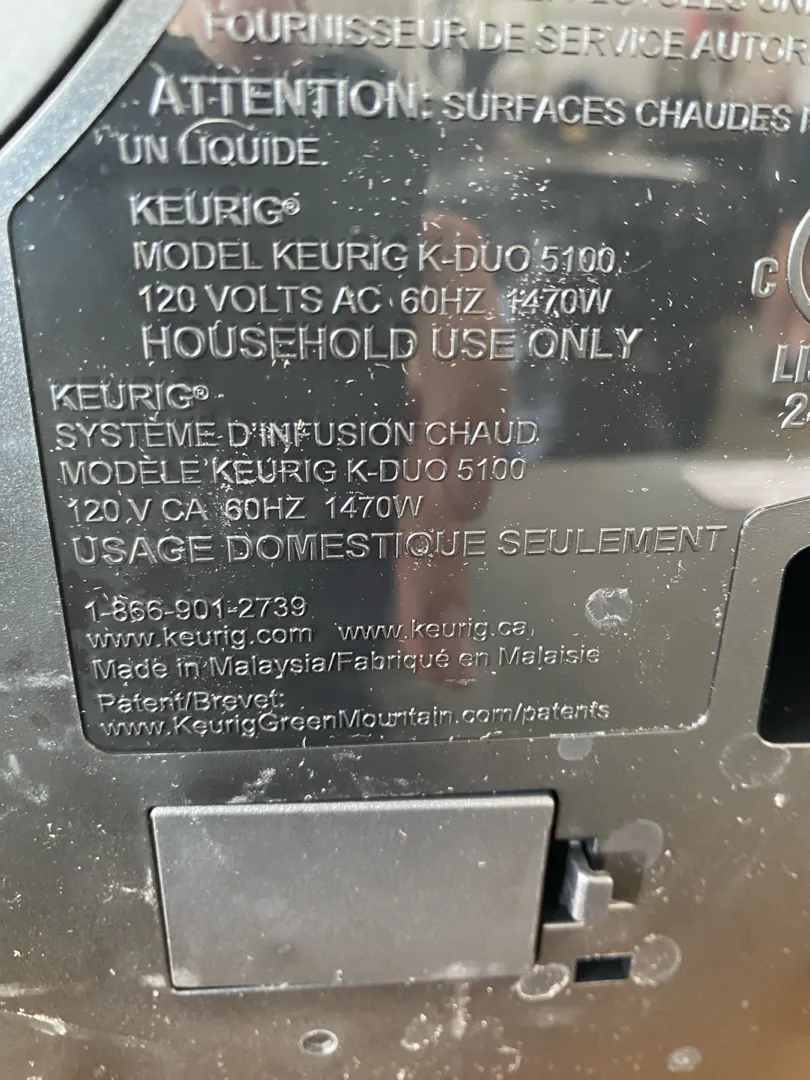 FOURNISSEUR DE SERVICE
ATTENTION: SURFACES CHAUDES
UN LIQUIDE.
KEURIG®
MODEL KEURIG K-DUO 5100
120 VOLTS AC 60HZ 1470W
HOUSEHOLD USE ONLY
C
KEURIG®
SYSTÈME D'INFUSION CHAUD
MODÈLE KEURIG K-DUO 5100
120 V CA 60HZ 1470W
USAGE DOMESTIQUE SEULEMENT
1-866-901-2739
www.keurig.com www.keurig.ca
Made in Malaysia/Fabriqué en Malaisie
Patent/Brevet:
www.KeurigGreenMountain.com/patents